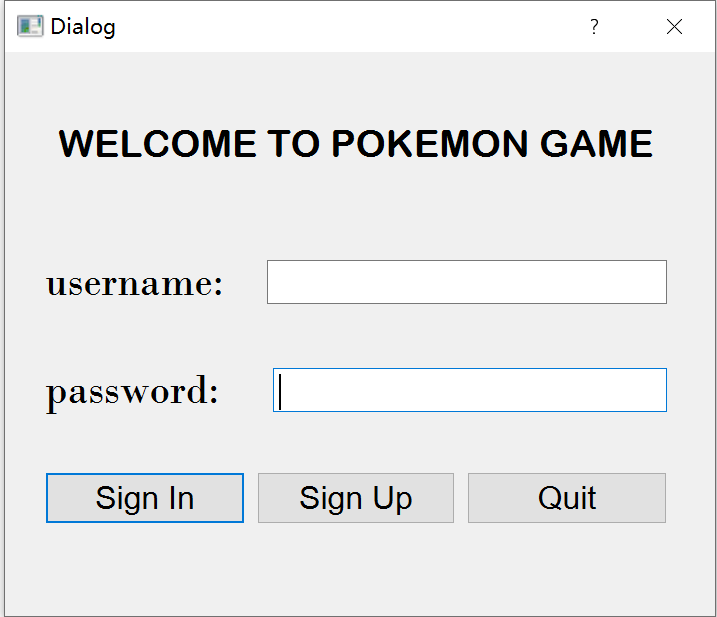 Dialog ?
WELCOME TO POKEMON GAME
username:
password:
Sign In Sign Up Quit